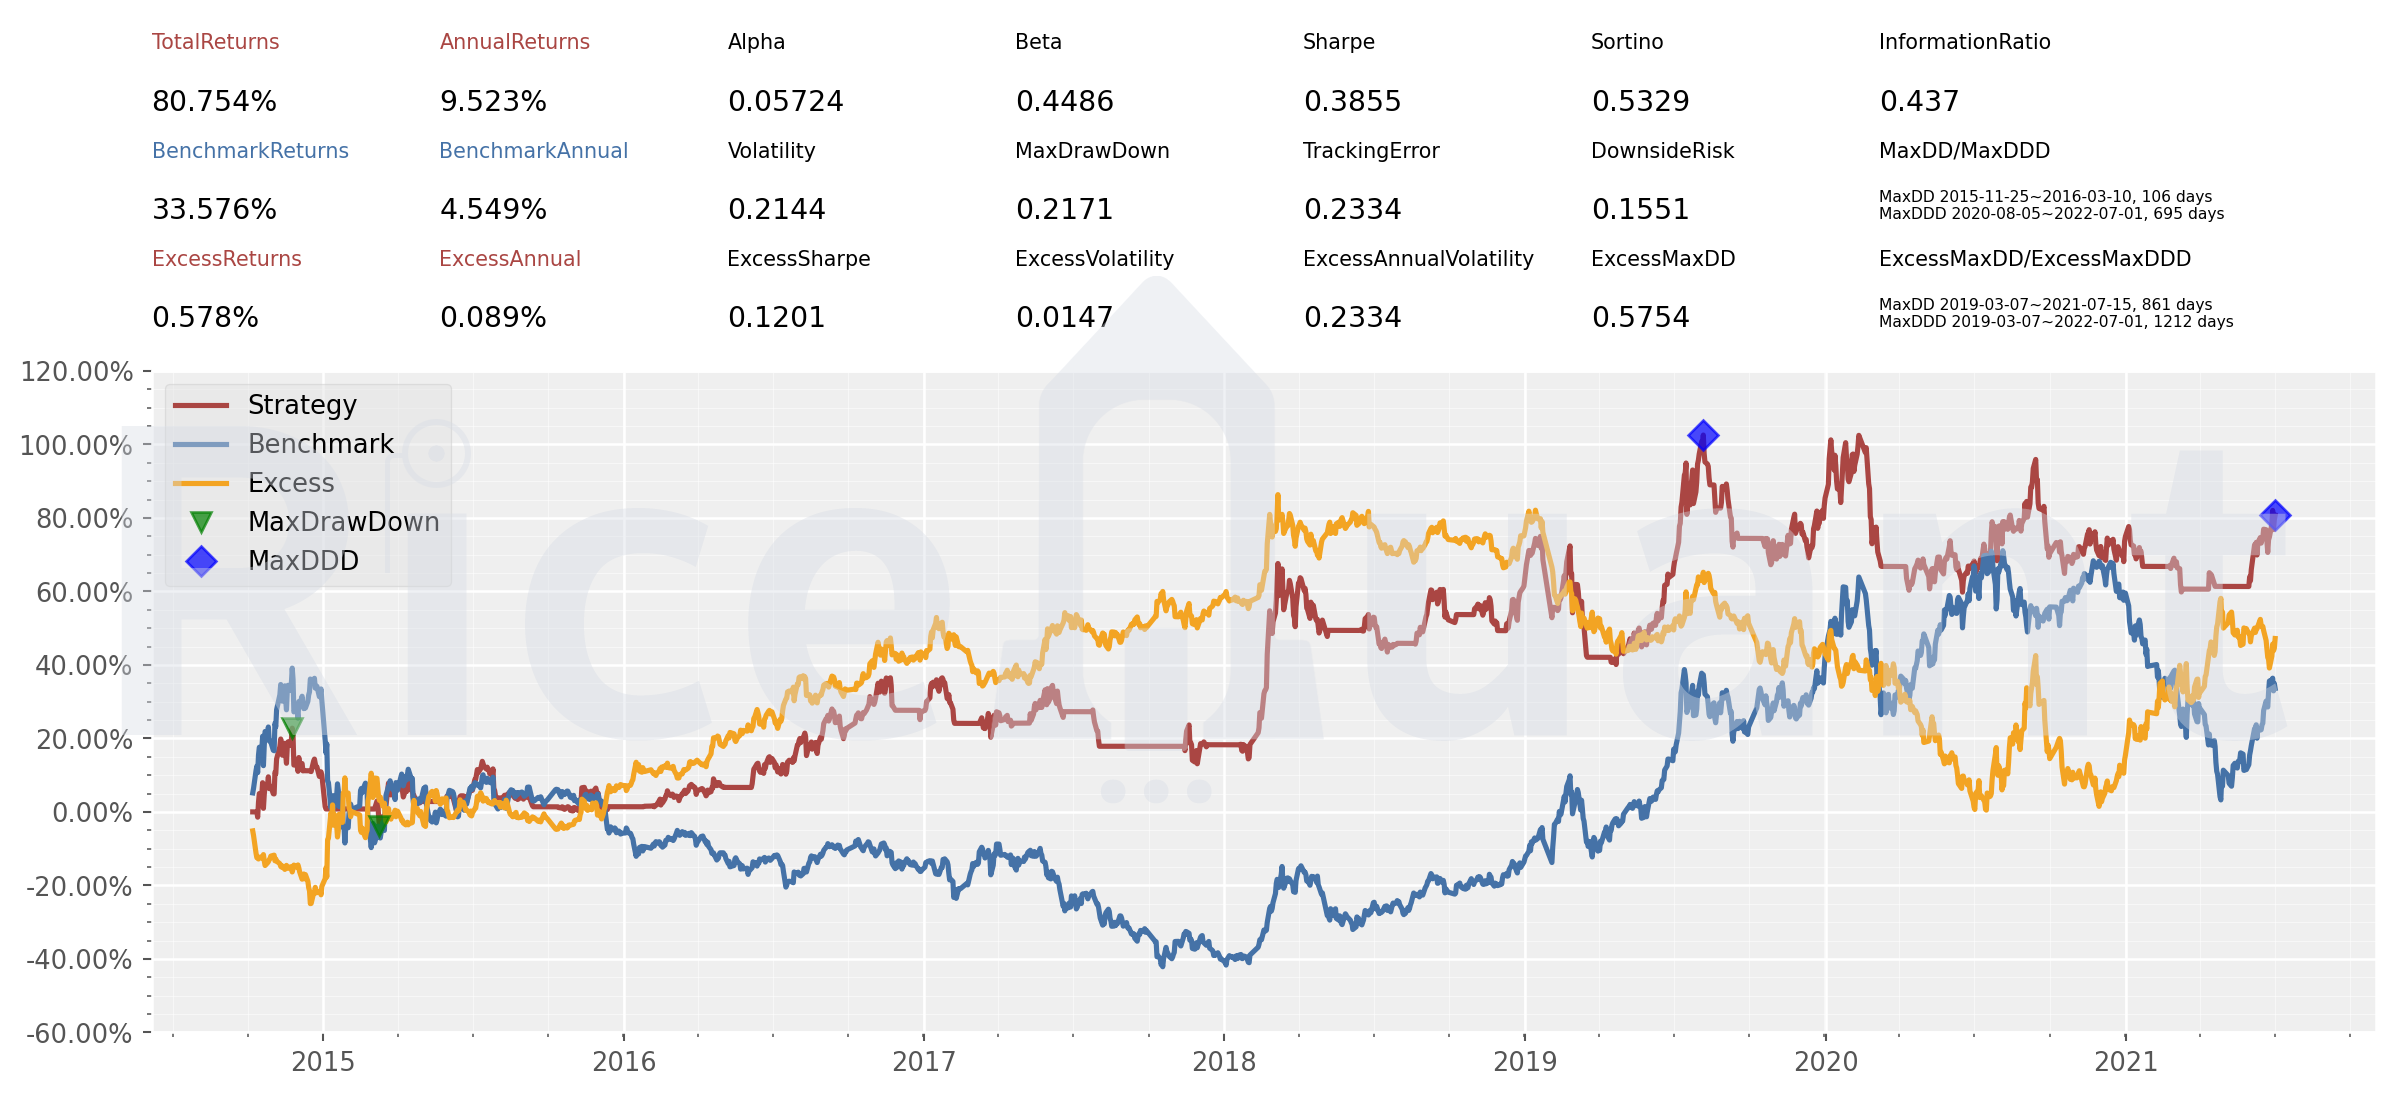 TotalReturns AnnualReturns Alpha Beta Sharpe Sortino InformationRatio
80.754% 9.523% 0.05724 0.4486 0.3855 0.5329 0.437
BenchmarkReturns BenchmarkAnnual Volatility MaxDrawDown TrackingError DownsideRisk MaxDD/MaxDDD
33.576% 4.549% 0.2144 0.2171 0.2334 0.1551 MaxDD 2015-11-25~2016-03-10, 106 days
MaxDDD 2020-08-05~2022-07-01, 695 days
ExcessReturns ExcessAnnual ExcessSharpe ExcessVolatility ExcessAnnualVolatility ExcessMaxDD ExcessMaxDD/ExcessMaxDDD
0.578% 0.089% 0.1201 0.0147 0.2334 0.5754 MaxDD 2019-03-07~2021-07-15, 861 days
MaxDDD 2019-03-07~2022-07-01, 1212 days
120.00%
100.00%
80.00%
60.00%
40.00%
20.00%
0.00%
-20.00%
-40.00%
-60.00%
Strategy
Benchmark
Excess
MaxDrawDown
MaxDDD
RiceQuant
2015 2016 2017 2018 2019 2020 2021